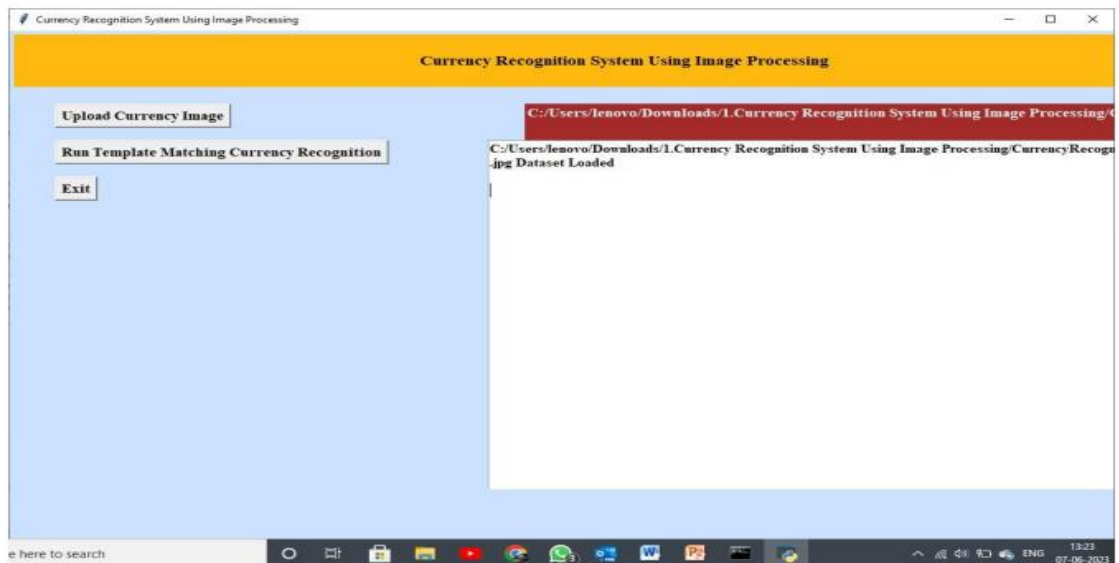 Currency Recognition System Using Image Processing
Currency Recognition System Using Image Processing
Upload Currency Image
C:/Users/lenovo/Downloads/1.Currency Recognition System Using Image Processing/
Run Template Matching Currency Recognition
C:/Users/lenovo/Downloads/1.Currency Recognition System Using Image Processing/CurrencyRecogn
.jpg Dataset Loaded
Exit
e here to search
ENG
13:23
07-06-2023